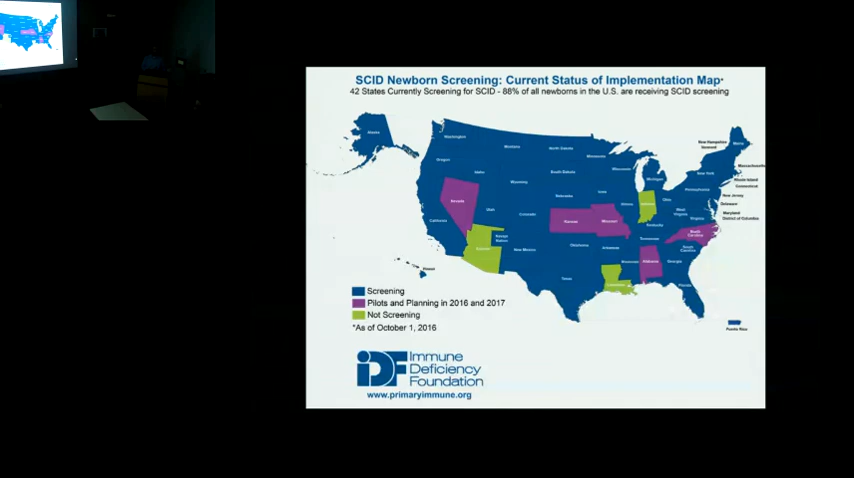 SCID Newborn Screening: Current Status of Implementation Map*
42 States Currently Screening for SCID - 88% of all newborns in the U.S. are receiving SCID screening
Alaska
Washington
Oregon
Idaho
Montana
North Dakota
South Dakota
Minnesota
Wisconsin
Michigan
New Hampshire
Maine
Massachusetts
Rhode Island
Connecticut
New York
New Jersey
Pennsylvania
Delaware
Maryland
District of Columbia
Wyoming
Nebraska
Iowa
Illinois
Indiana
Ohio
West
Virginia
Virginia
Nevada
Utah
Colorado
Kansas
Missouri
Kentucky
California
Navajo
Nation
New Mexico
Oklahoma
Arkansas
Tennessee
North
Carolina
South
Carolina
Texas
Alabama
Georgia
Florida
Hawaii
Puerto Rico
Screening
Pilots and Planning in 2016 and 2017
Not Screening
*As of October 1, 2016
IDF
Immune
Deficiency
Foundation
www.primaryimmune.org